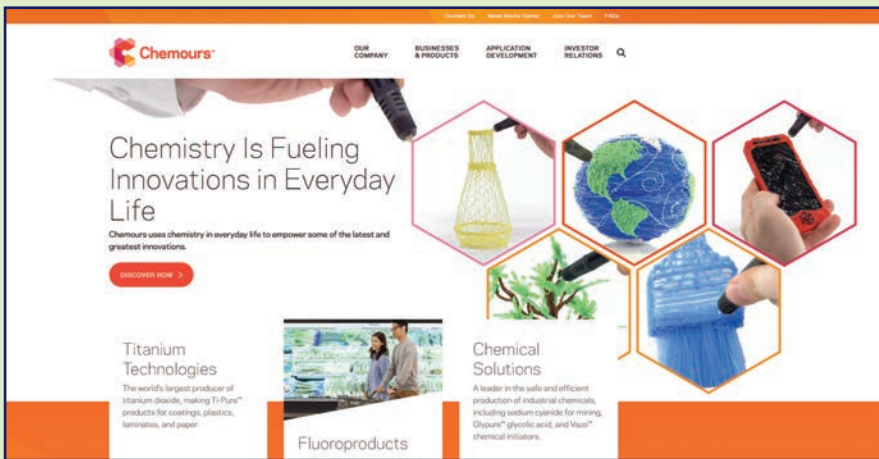 Contact Us News Media Center Join Our Team FAQs
Chemours™
OUR
COMPANY
BUSINESSES
& PRODUCTS
APPLICATION
DEVELOPMENT
INVESTOR
RELATIONS
Chemistry Is Fueling
Innovations in Everyday
Life
Chemours uses chemistry in everyday life to empower some of the latest and
greatest innovations.
DISCOVER NOW >
Titanium
Technologies
The world's largest producer of
titanium dioxide, making Ti-Pure™
products for coatings, plastics,
laminates, and paper
Fluoroproducts
Chemical
Solutions
A leader in the safe and efficient
production of industrial chemicals,
including sodium cyanide for mining,
Glypure™ glycolic acid, and Vazo™
chemical initiators.